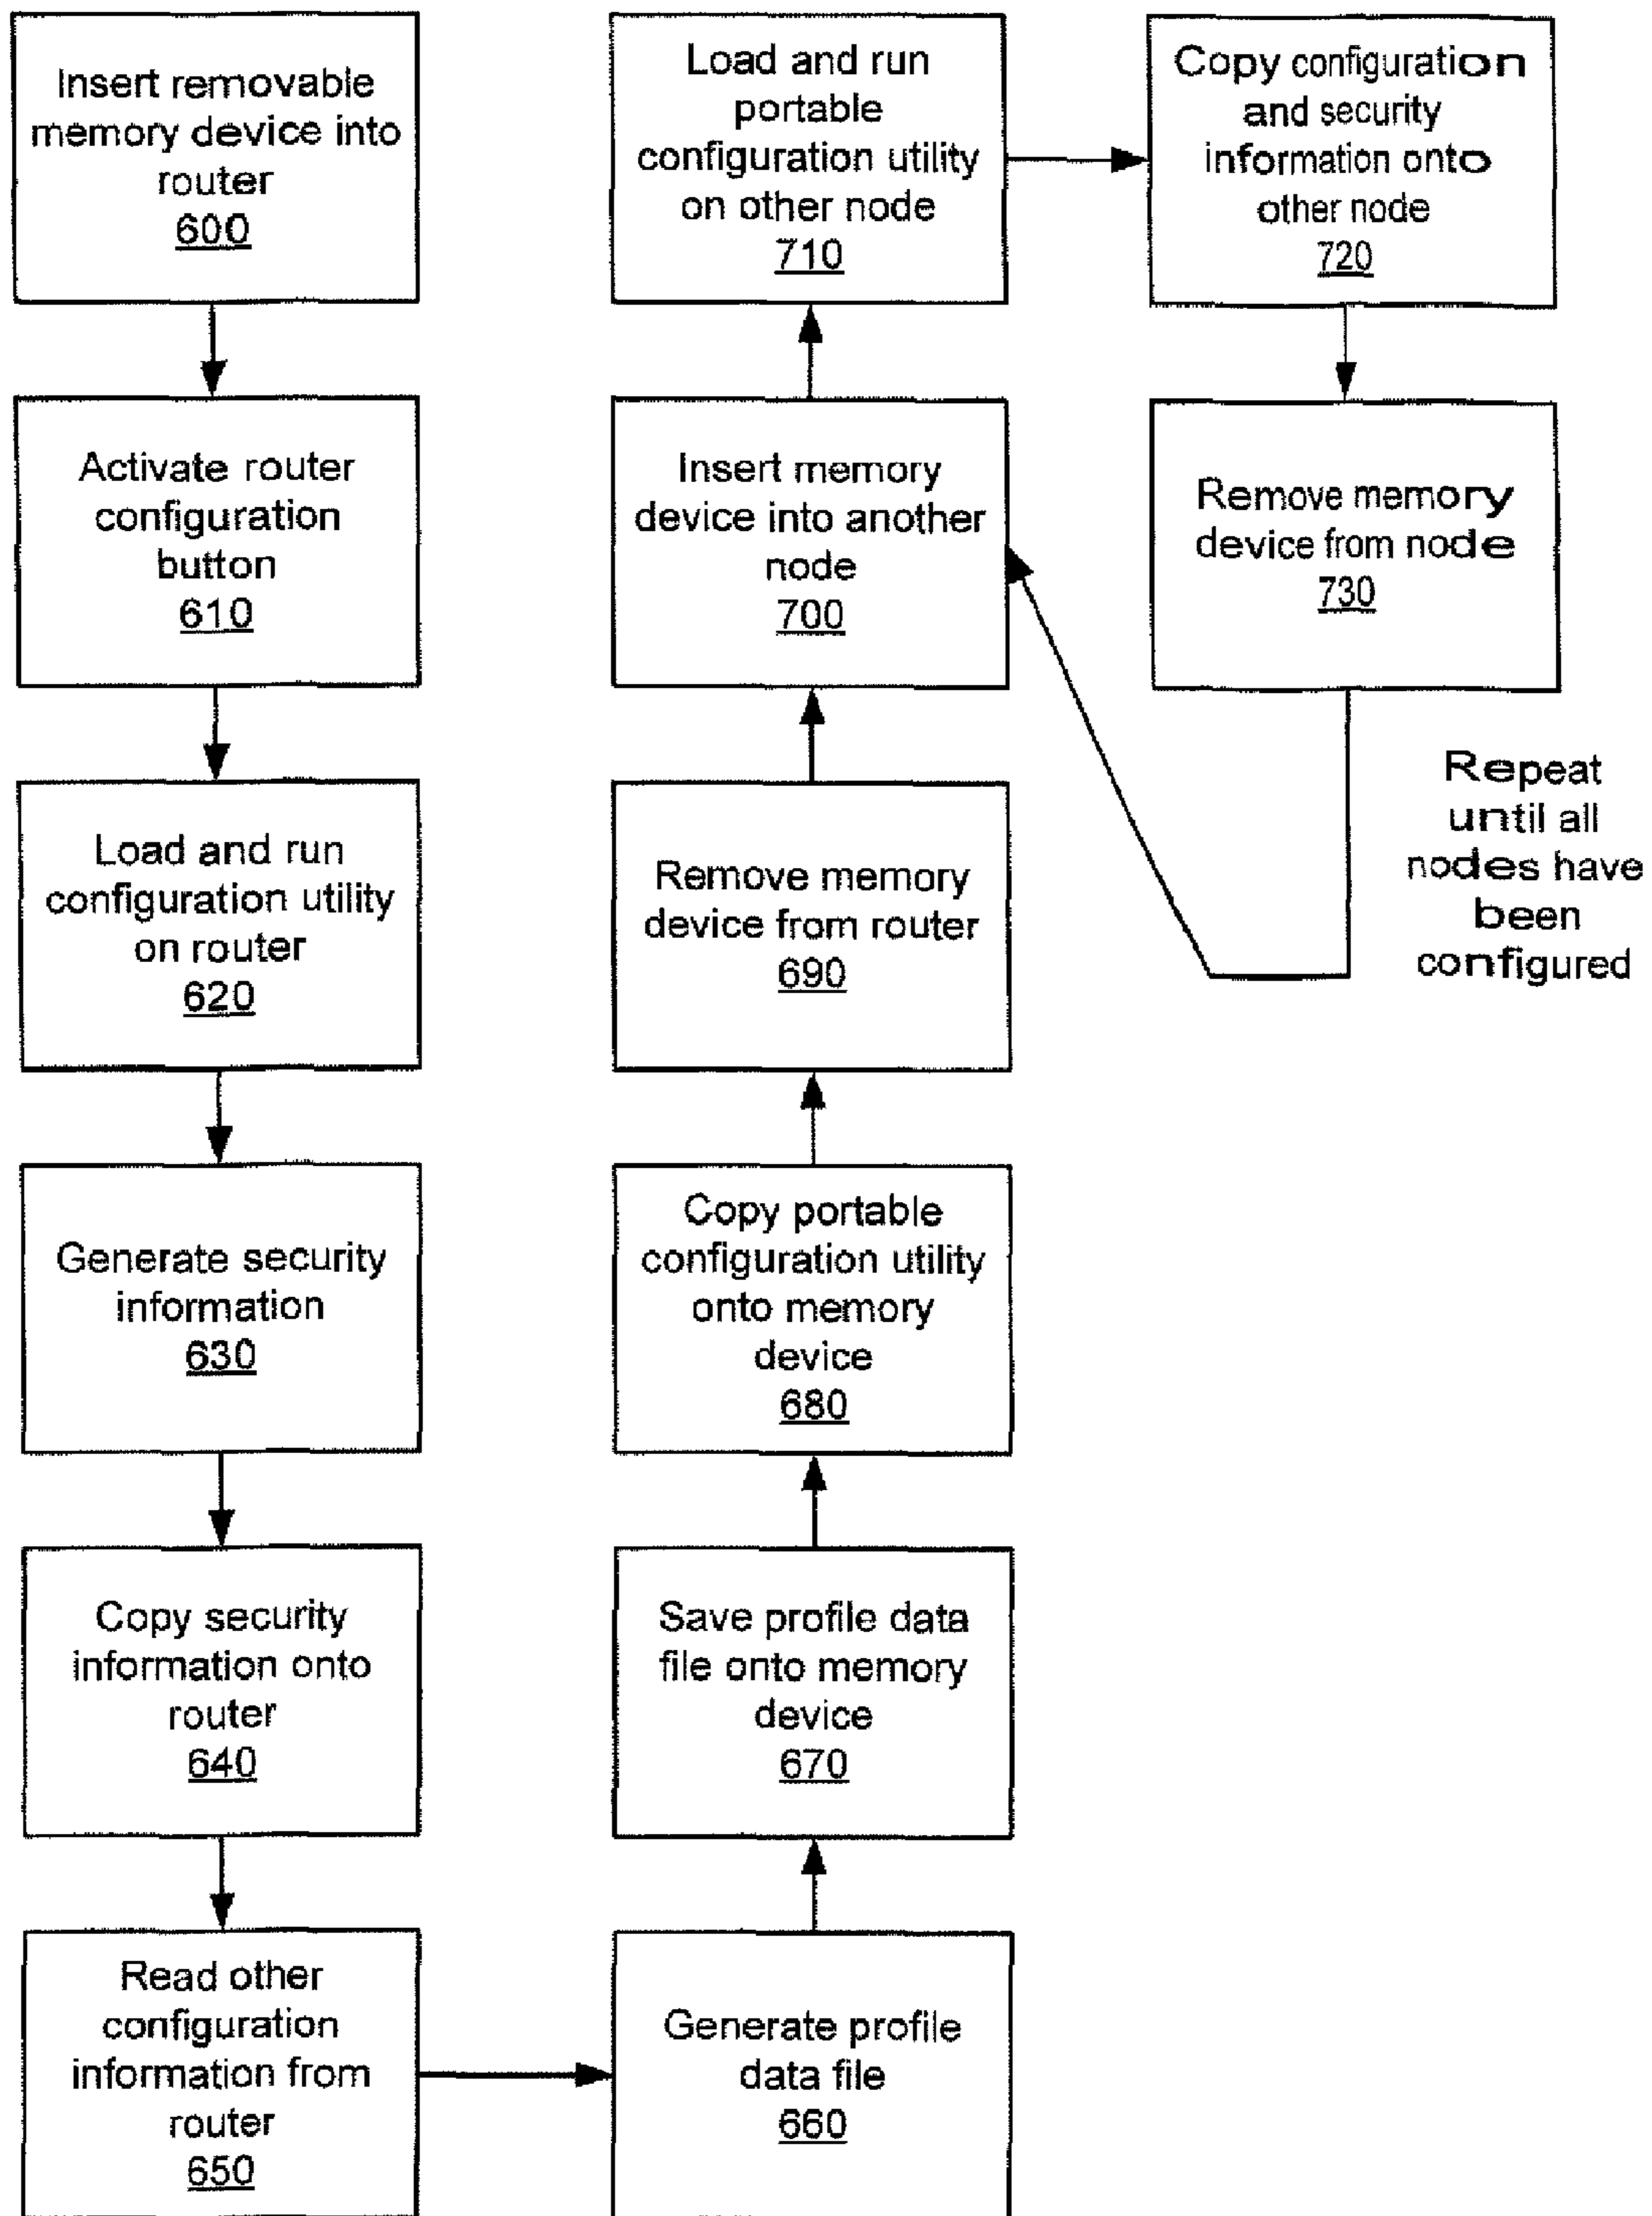 Insert removable
memory device into
router
600
Activate router
configuration
button
610
Load and run
configuration utility
on router
620
Generate security
information
630
Copy security
information onto
router
640
Read other
configuration
information from
router
650
Generate profile
data file
660
Save profile data
file onto memory
device
670
Copy portable
configuration utility
onto memory
device
680
Remove memory
device from router
690
Insert memory
device into another
node
700
Load and run
portable
configuration utility
on other node
710
Copy configuration
and security
information onto
other node
720
Remove memory
device from node
730
Repeat
until all
nodes have
been
configured